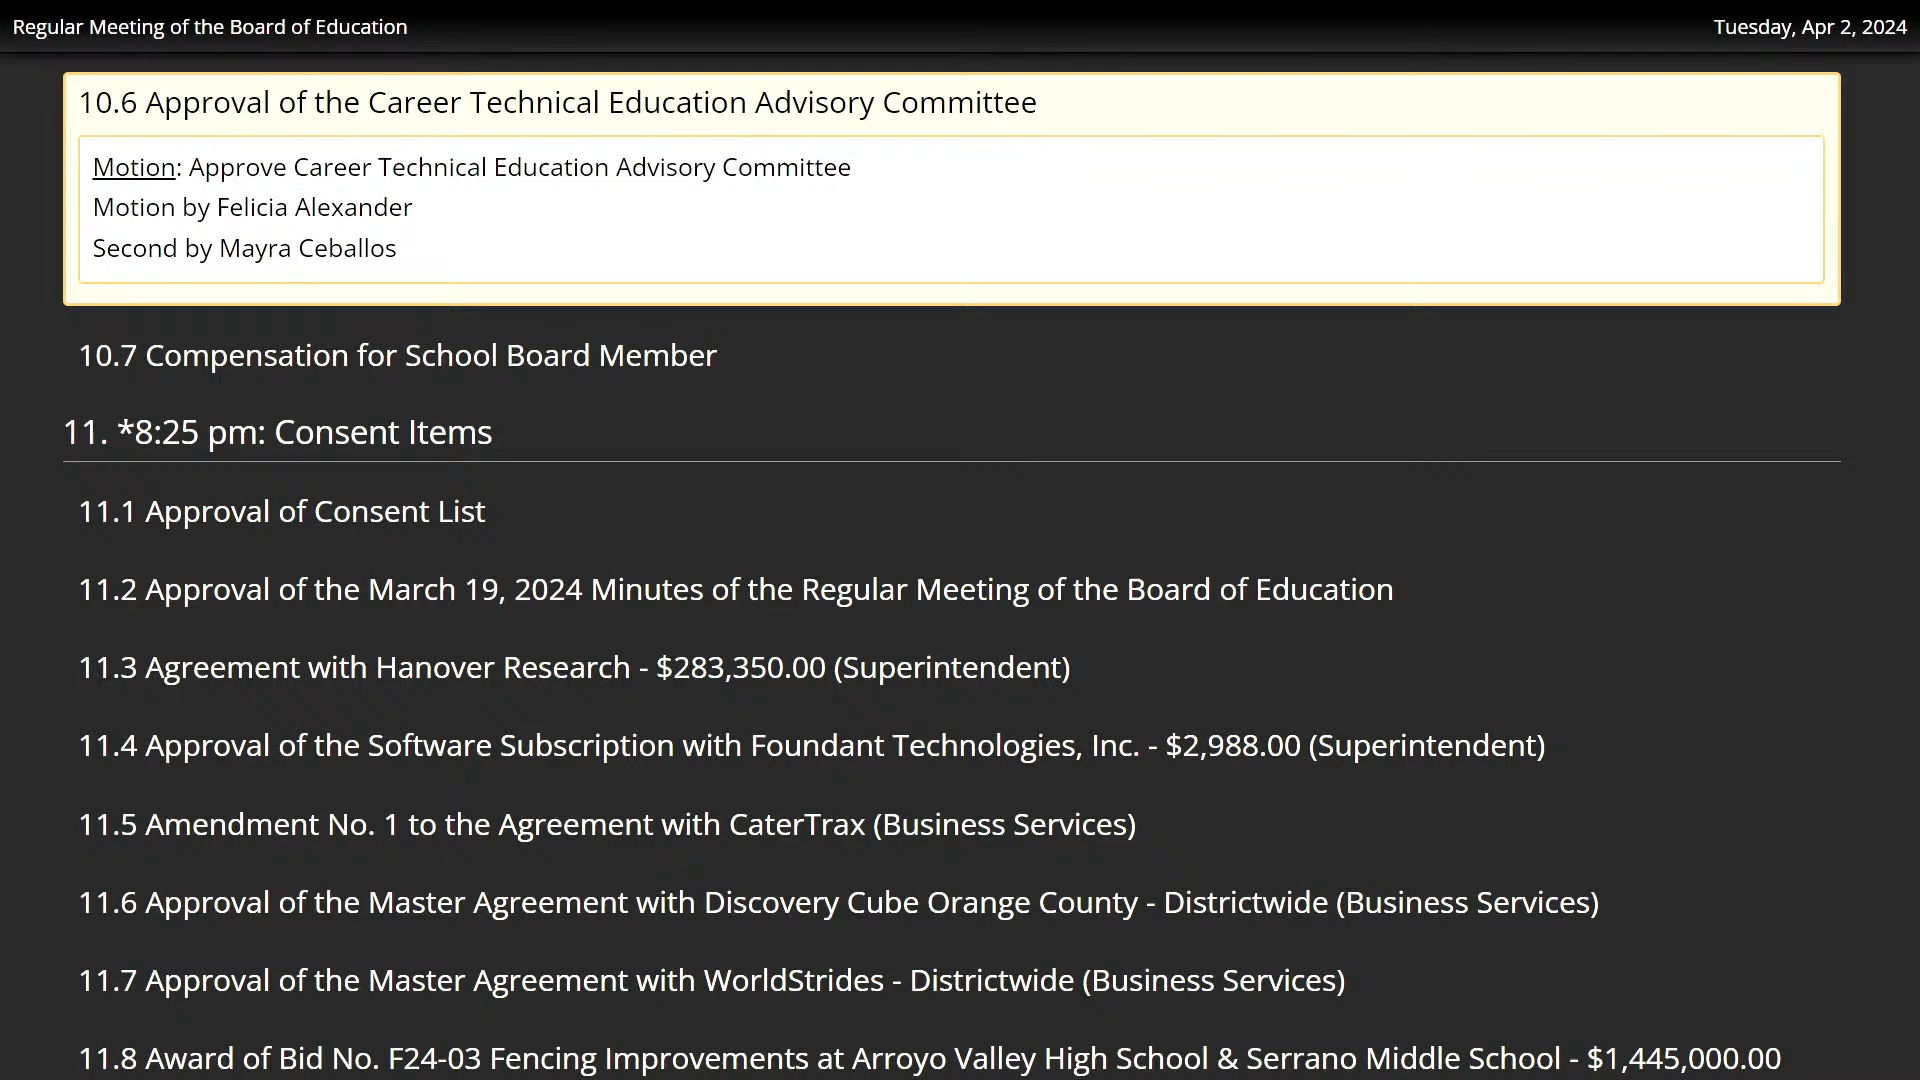 Regular Meeting of the Board of Education
Tuesday, Apr 2, 2024
10.6 Approval of the Career Technical Education Advisory Committee
Motion: Approve Career Technical Education Advisory Committee
Motion by Felicia Alexander
Second by Mayra Ceballos
10.7 Compensation for School Board Member
11. *8:25 pm: Consent Items
11.1 Approval of Consent List
11.2 Approval of the March 19, 2024 Minutes of the Regular Meeting of the Board of Education
11.3 Agreement with Hanover Research - $283,350.00 (Superintendent)
11.4 Approval of the Software Subscription with Foundant Technologies, Inc. - $2,988.00 (Superintendent)
11.5 Amendment No. 1 to the Agreement with CaterTrax (Business Services)
11.6 Approval of the Master Agreement with Discovery Cube Orange County - Districtwide (Business Services)
11.7 Approval of the Master Agreement with WorldStrides - Districtwide (Business Services)
11.8 Award of Bid No. F24-03 Fencing Improvements at Arroyo Valley High School & Serrano Middle School - $1,445,000.00